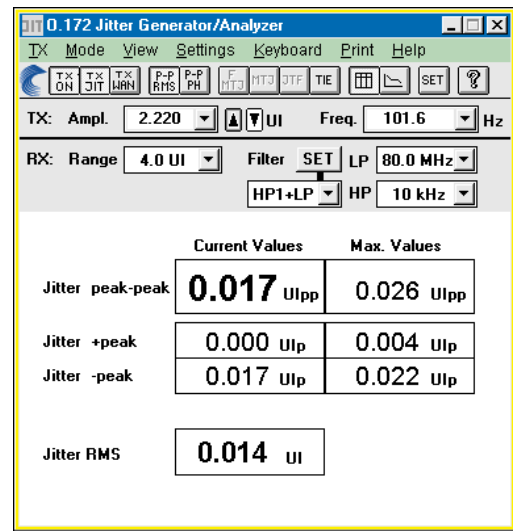 JIT O.172 Jitter Generator/Analyzer
TX Mode View Settings Keyboard Print Help
TX ON TX JIT TX WAN P-P RMS P-P PH F MTJ MTJ JTF TIE SET ?
TX: Ampl. 2.220 UI Freq. 101.6 Hz
RX: Range 4.0 UI Filter SET LP 80.0 MHz
HP1+LP HP 10 kHz
Current Values Max. Values
Jitter peak-peak 0.017 UIpp 0.026 UIpp
Jitter +peak 0.000 UIp 0.004 UIp
Jitter -peak 0.017 UIp 0.022 UIp
Jitter RMS 0.014 UI